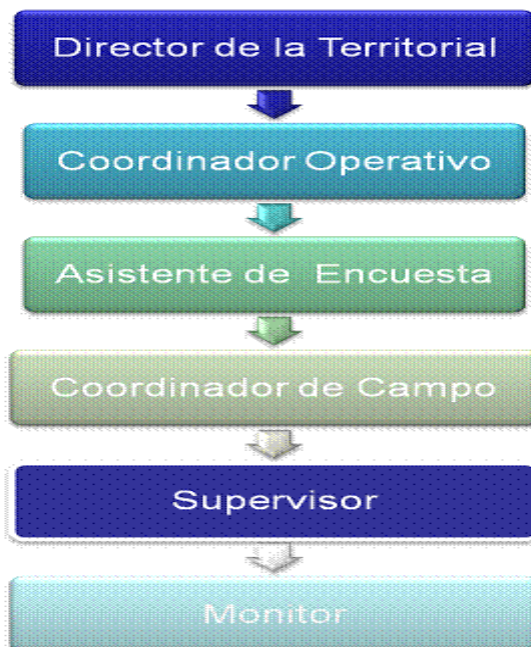 Director de la Territorial
Coordinador Operativo
Asistente de Encuesta
Coordinador de Campo
Supervisor
Monitor